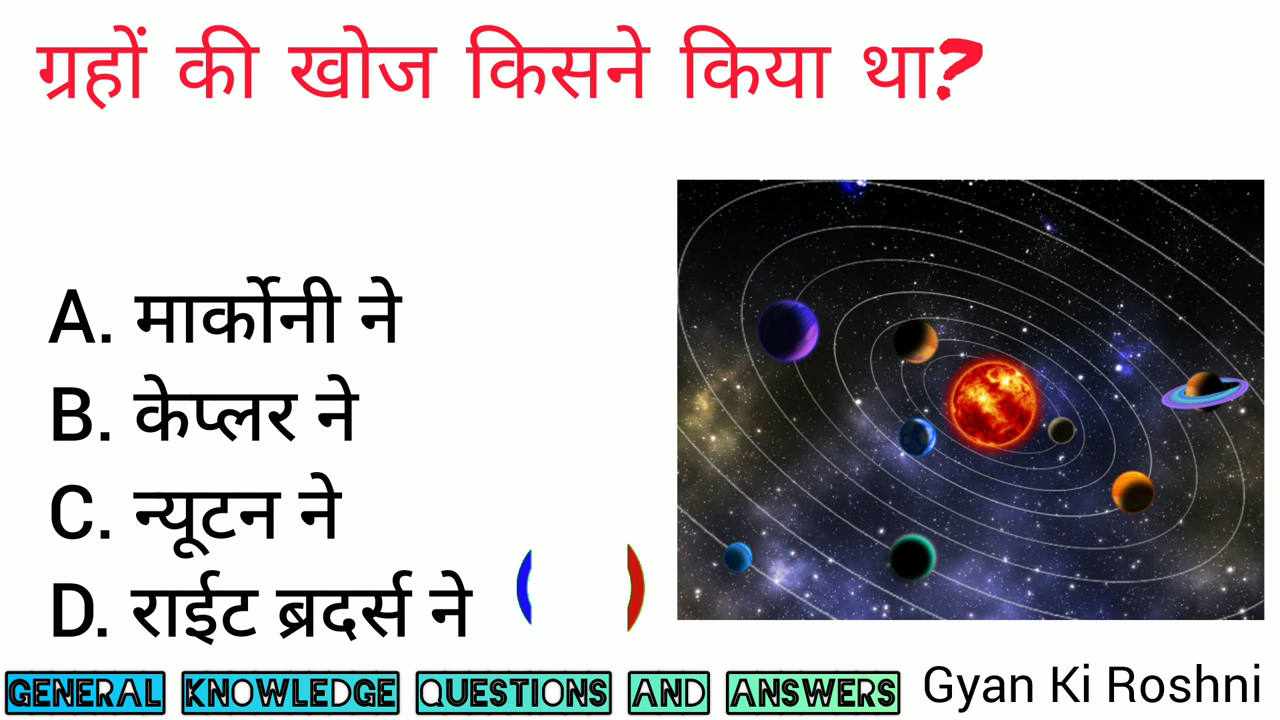 ग्रहों की खोज किसने किया था?
A. मार्कोनी ने
B. केप्लर ने
C. न्यूटन ने
D. राईट ब्रदर्स ने ( )
GENERAL KNOWLEDGE QUESTIONS AND ANSWERS
Gyan Ki Roshni